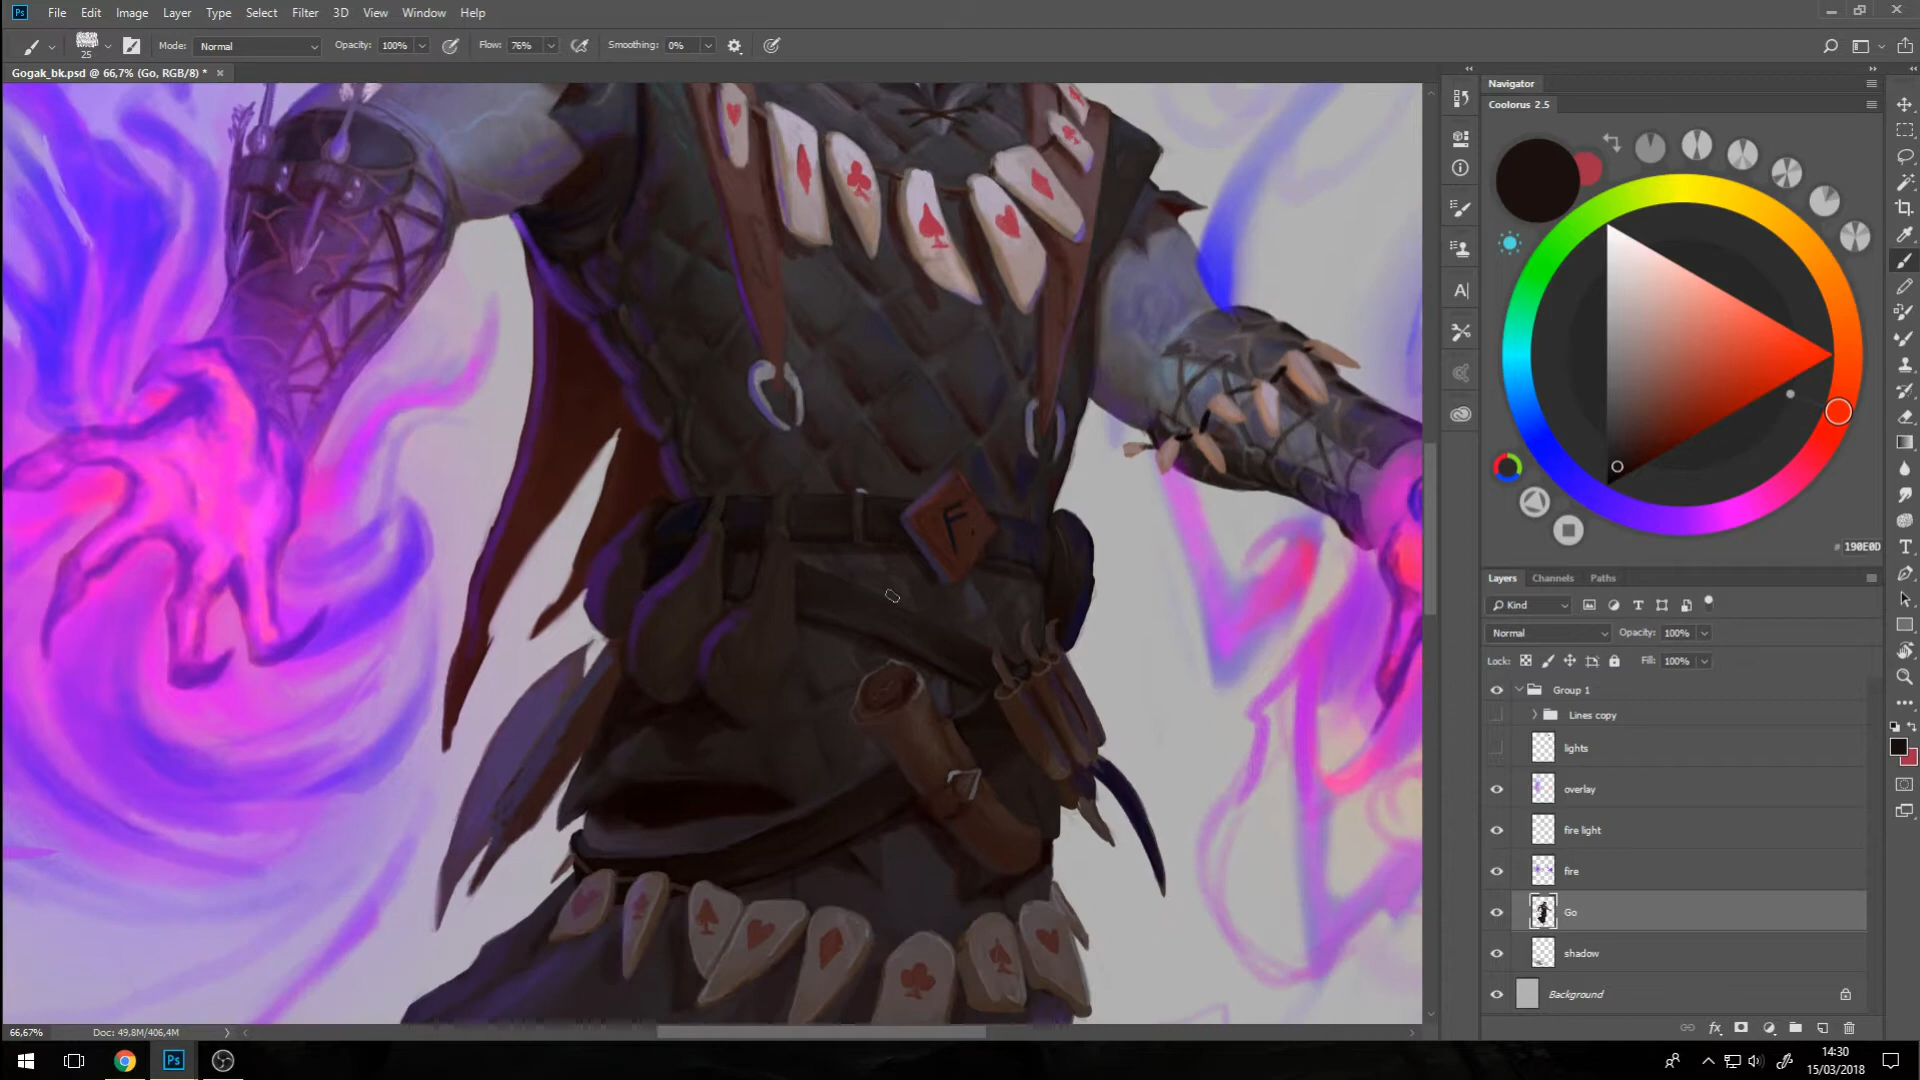 Ps File Edit Image Layer Type Select Filter 3D View Window Help
25 Mode: Normal Opacity: 100% Flow: 76% Smoothing: 0%
Gogak_bk.psd @ 66,7% (Go, RGB/8) * ×
Navigator
Coolorus 2.5
F.
# 190E0D
Layers Channels Paths
Kind
Normal Opacity: 100%
Lock: Fill: 100%
Group 1
Lines copy
lights
overlay
fire light
fire
Go
shadow
Background
fx
66,67% Doc: 49,8M/406,4M
Ps
14:30
15/03/2018